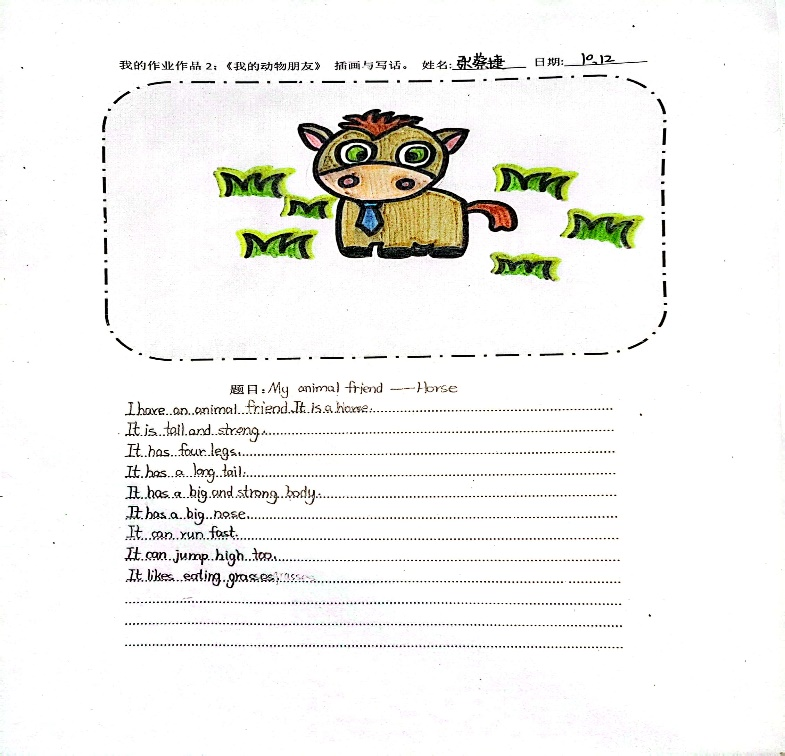 我的作业作品 2：《我的动物朋友》 插画与写话。 姓名: 张蔡婕 日期: 10.12
题目：My animal friend ——Horse
I have an animal friend. It is a horse.
It is tall and strong.
It has four legs.
It has a long tail.
It has a big and strong body.
It has a big nose.
It can run fast.
It can jump high too.
It likes eating grasses.